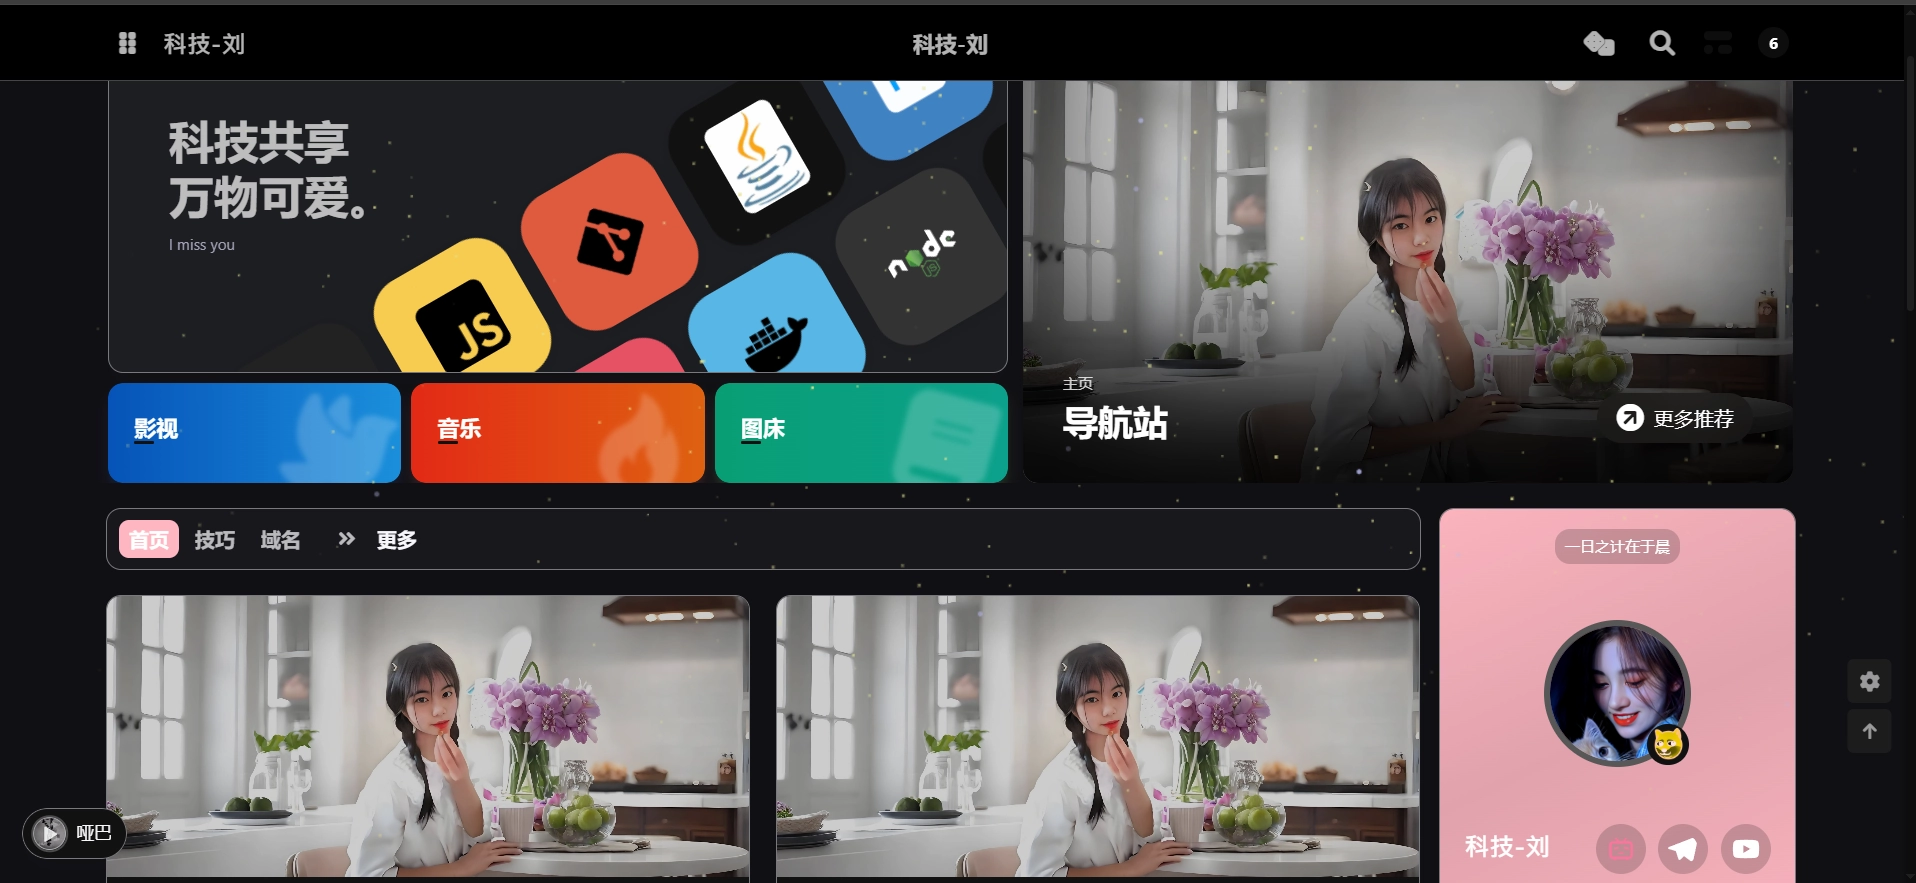 科技-刘
科技-刘
6
科技共享
万物可爱。
I miss you
JS
node
主页
导航站
更多推荐
影视
音乐
图床
首页
技巧
域名
更多
一日之计在于晨
科技-刘
哑巴